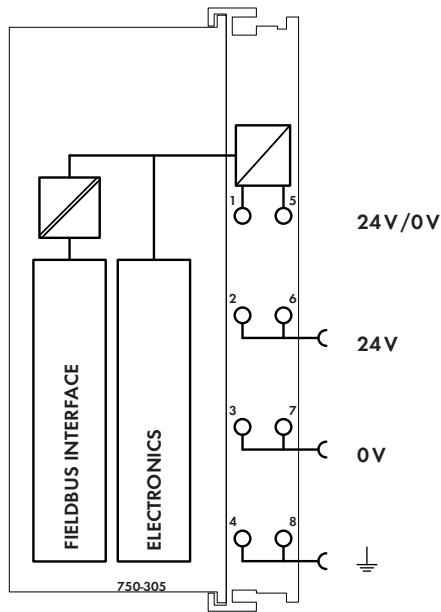 1 5
24V/0V
2 6
24V
3 7
0V
4 8
FIELDBUS INTERFACE
ELECTRONICS
750-305